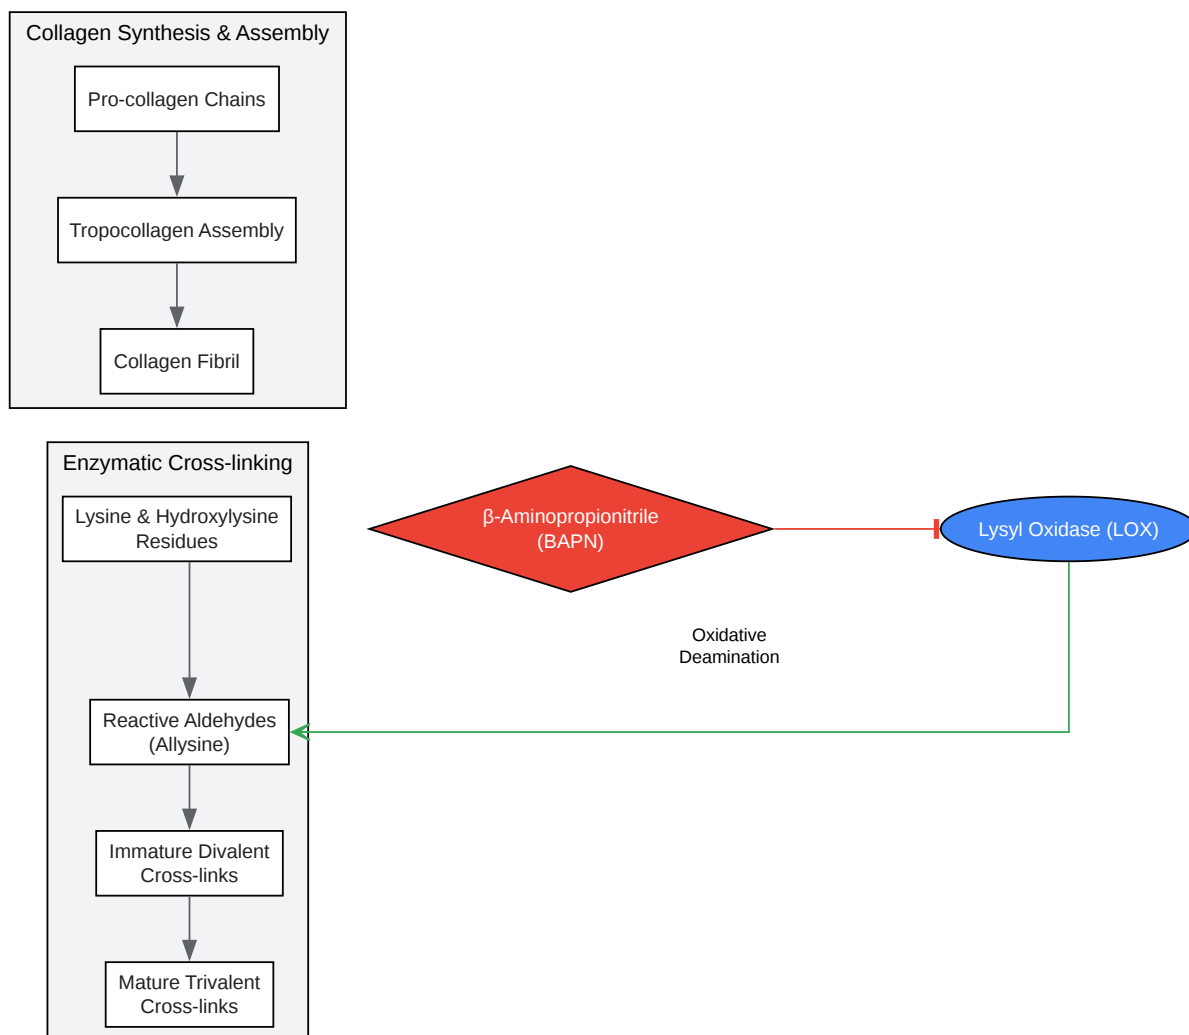 Collagen Synthesis & Assembly
Pro-collagen Chains
Tropocollagen Assembly
Collagen Fibril
Enzymatic Cross-linking
Lysine & Hydroxylysine
Residues
β-Aminopropionitrile
(BAPN)
Lysyl Oxidase (LOX)
Oxidative
Deamination
Reactive Aldehydes
(Allysine)
Immature Divalent
Cross-links
Mature Trivalent
Cross-links